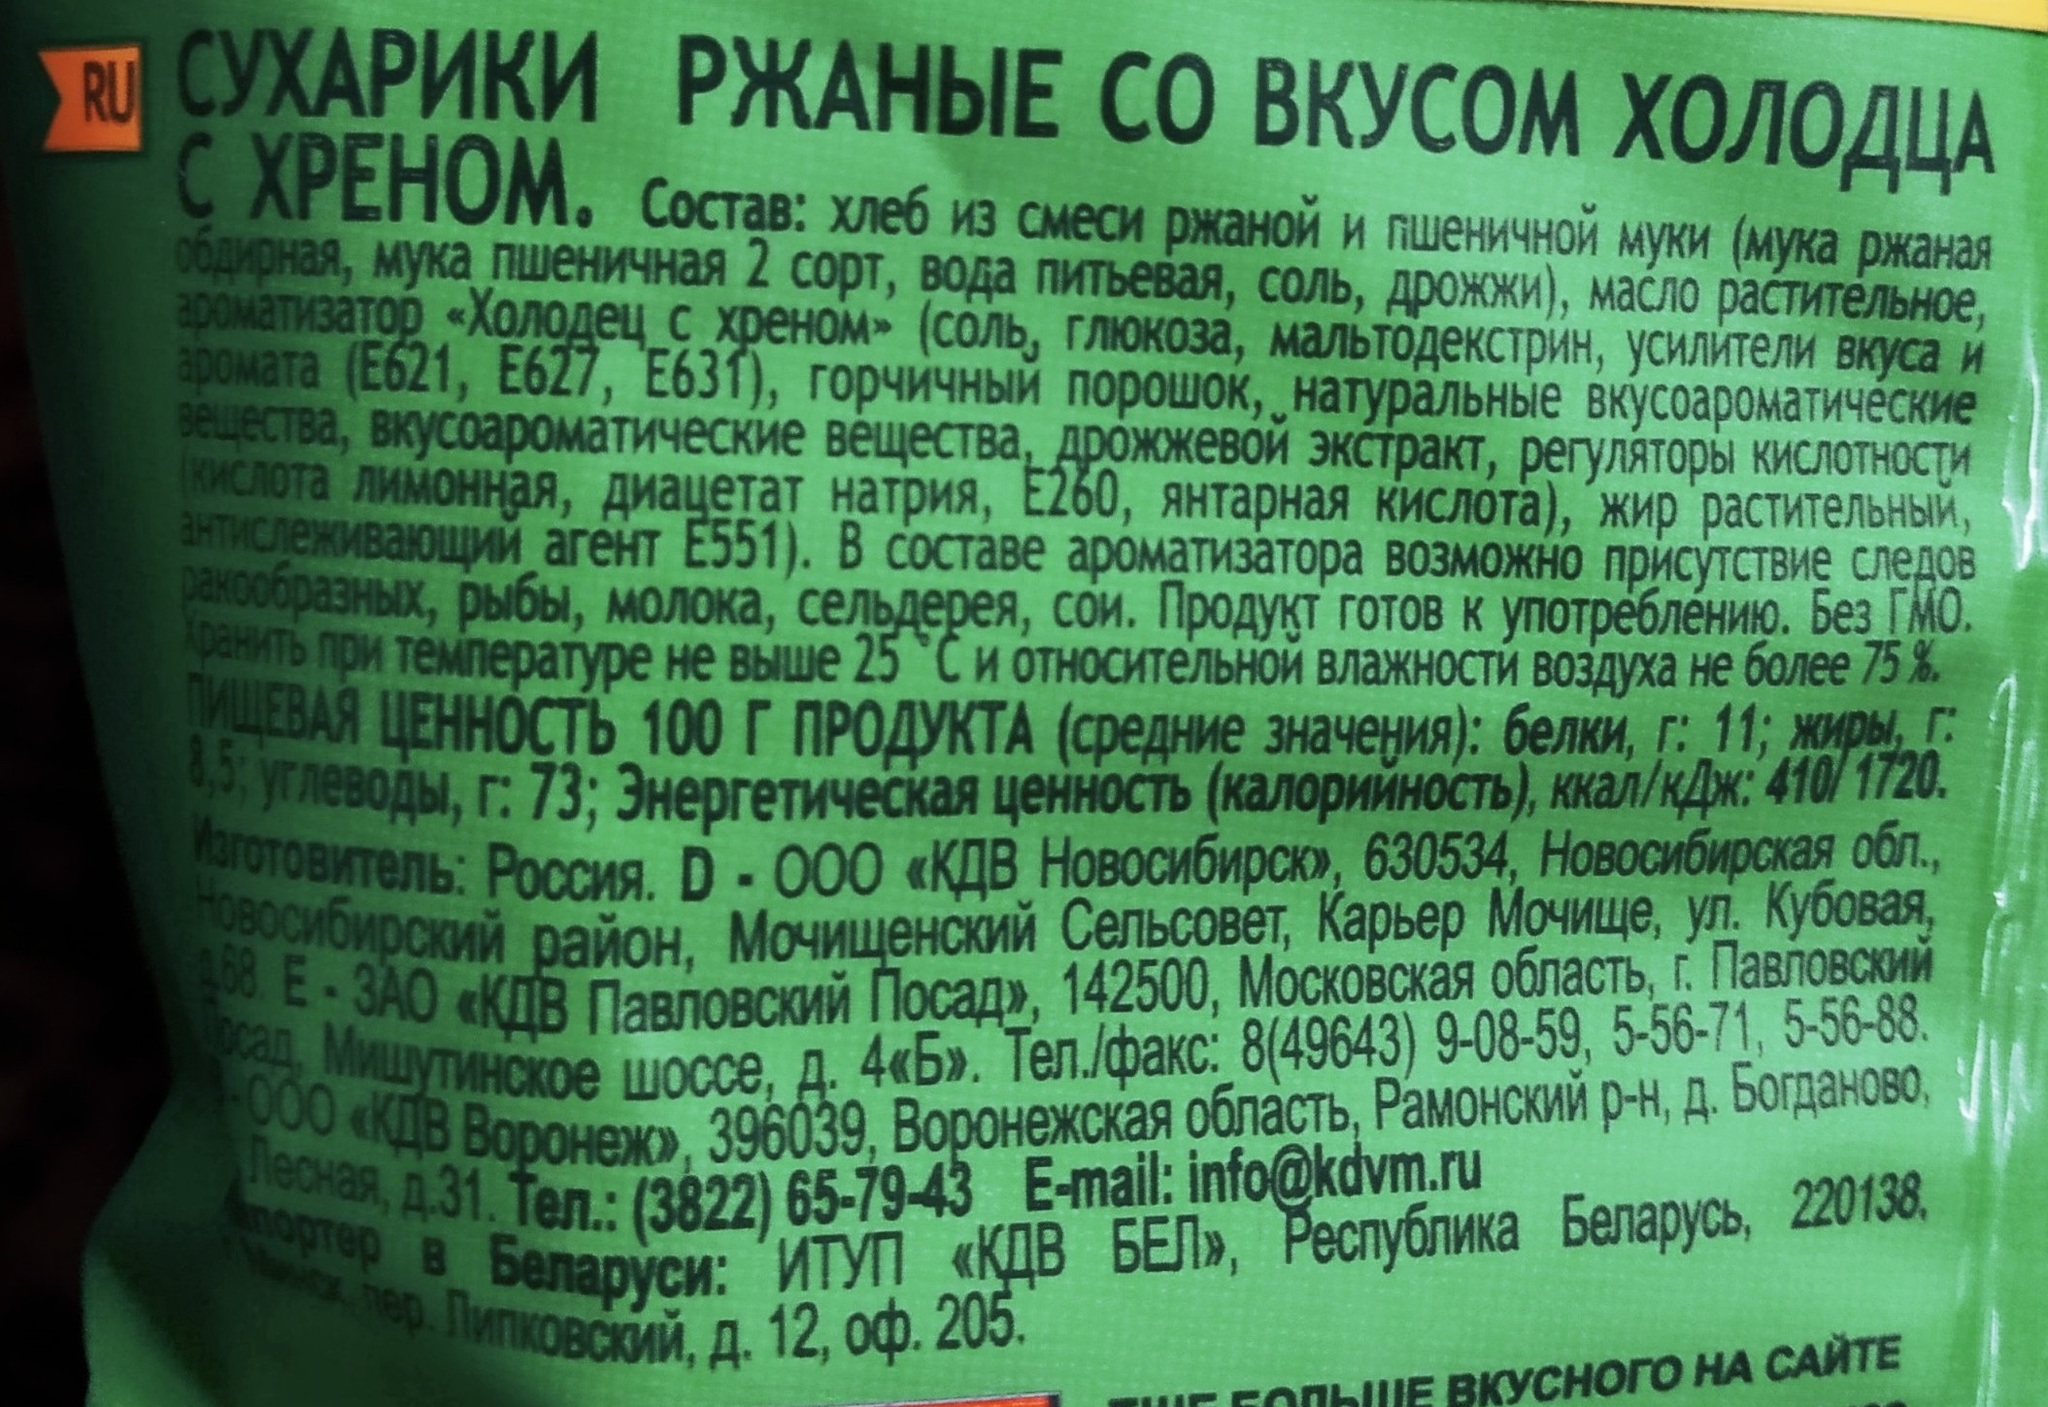 RU
СУХАРИКИ РЖАНЫЕ СО ВКУСОМ ХОЛОДЦА
С ХРЕНОМ. Состав: хлеб из смеси ржаной и пшеничной муки (мука ржаная
обдирная, мука пшеничная 2 сорт, вода питьевая, соль, дрожжи), масло растительное,
ароматизатор «Холодец с хреном» (соль, глюкоза, мальтодекстрин, усилители вкуса и
аромата (Е621, Е627, Е631), горчичный порошок, натуральные вкусоароматические
вещества, вкусоароматические вещества, дрожжевой экстракт, регуляторы кислотности
(кислота лимонная, диацетат натрия, Е260, янтарная кислота), жир растительный,
антислеживающий агент Е551). В составе ароматизатора возможно присутствие следов
ракообразных, рыбы, молока, сельдерея, сои. Продукт готов к употреблению. Без ГМО.
Хранить при температуре не выше 25 °С и относительной влажности воздуха не более 75 %.
ПИЩЕВАЯ ЦЕННОСТЬ 100 Г ПРОДУКТА (средние значения): белки, г: 11; жиры, г:
8,5; углеводы, г: 73; Энергетическая ценность (калорийность), ккал/кДж: 410/ 1720.
Изготовитель: Россия. D - ООО «КДВ Новосибирск», 630534, Новосибирская обл.,
Новосибирский район, Мочищенский Сельсовет, Карьер Мочище, ул. Кубовая,
д.68. Е - ЗАО «КДВ Павловский Посад», 142500, Московская область, г. Павловский
Посад, Мишутинское шоссе, д. 4«Б». Тел./факс: 8(49643) 9-08-59, 5-56-71, 5-56-88.
- ООО «КДВ Воронеж», 396039, Воронежская область, Рамонский р-н, д. Богданово,
Лесная, д.31. Тел.: (3822) 65-79-43 E-mail: info@kdvm.ru
Импортер в Беларуси: ИТУП «КДВ БЕЛ», Республика Беларусь, 220138,
г. Минск, пер. Липковский, д. 12, оф. 205.
ЕЩЕ БОЛЬШЕ ВКУСНОГО НА САЙТЕ